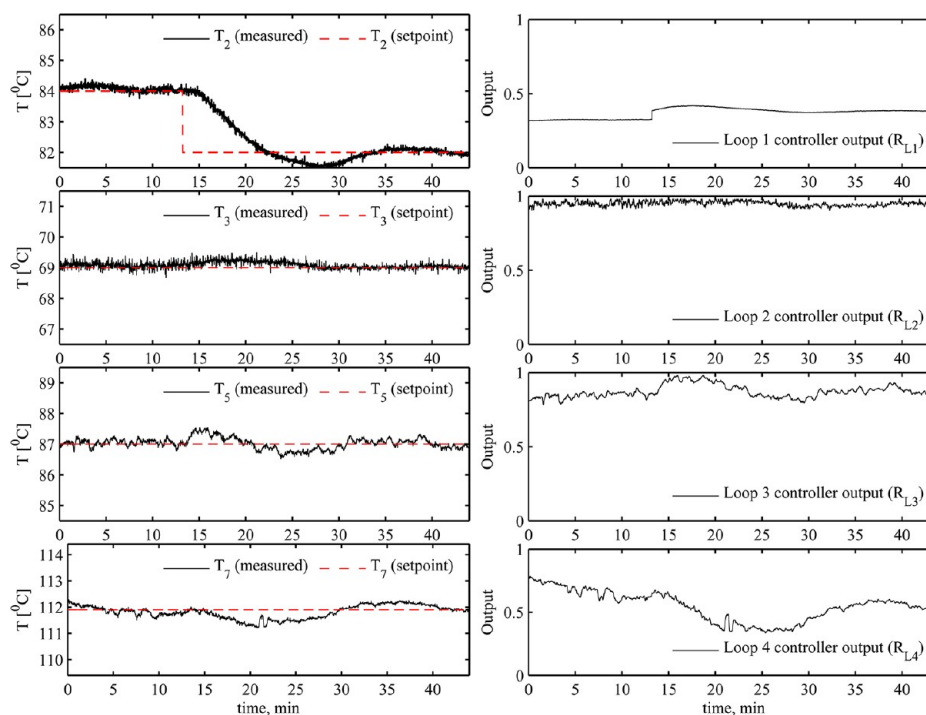 T2 (measured) T2 (setpoint)
T [0C]
86
85
84
83
82
0 5 10 15 20 25 30 35 40
Output
1
0.5
0
Loop 1 controller output (RL1)
0 5 10 15 20 25 30 35 40
T3 (measured) T3 (setpoint)
T [0C]
71
70
69
68
67
0 5 10 15 20 25 30 35 40
Output
1
0.5
0
Loop 2 controller output (RL2)
0 5 10 15 20 25 30 35 40
T5 (measured) T5 (setpoint)
T [0C]
89
88
87
86
85
0 5 10 15 20 25 30 35 40
Output
1
0.5
0
Loop 3 controller output (RL3)
0 5 10 15 20 25 30 35 40
T7 (measured) T7 (setpoint)
T [0C]
114
113
112
111
110
0 5 10 15 20 25 30 35 40
time, min
Output
1
0.5
0
Loop 4 controller output (RL4)
0 5 10 15 20 25 30 35 40
time, min